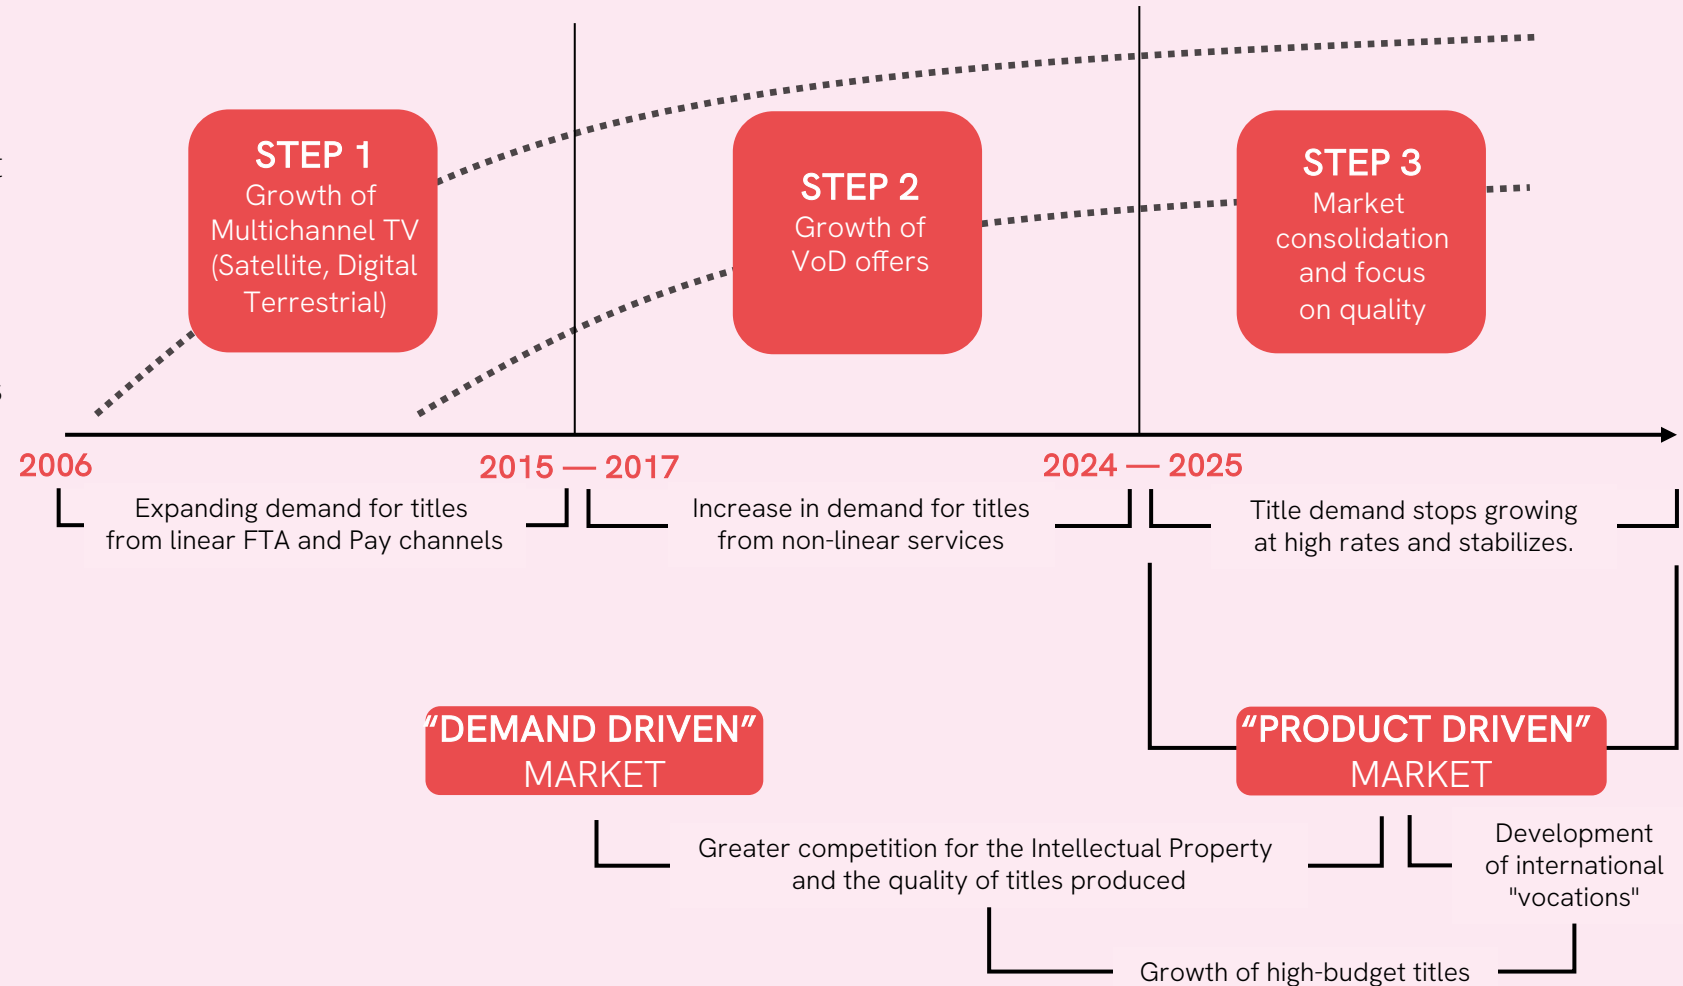 STEP 1
Growth of
Multichannel TV
(Satellite, Digital
Terrestrial)
STEP 2
Growth of
VoD offers
STEP 3
Market
consolidation
and focus
on quality
2006
2015 — 2017
2024 — 2025
Expanding demand for titles
from linear FTA and Pay channels
Increase in demand for titles
from non-linear services
Title demand stops growing
at high rates and stabilizes.
“DEMAND DRIVEN”
MARKET
“PRODUCT DRIVEN”
MARKET
Greater competition for the Intellectual Property
and the quality of titles produced
Development
of international
"vocations"
Growth of high-budget titles